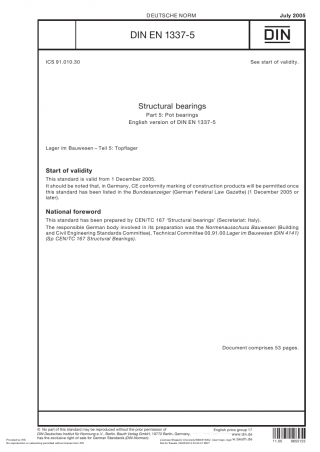 DEUTSCHE NORM
July 2005
DIN EN 1337-5
DIN
ICS 91.010.30
See start of validity.
Structural bearings
Part 5: Pot bearings
English version of DIN EN 1337-5
Lager im Bauwesen – Teil 5: Topflager
Start of validity
This standard is valid from 1 December 2005.
It should be noted that, in Germany, CE conformity marking of construction products will be permitted once
this standard has been listed in the Bundesanzeiger (German Federal Law Gazette) (1 December 2005 or
later).
National foreword
This standard has been prepared by CEN/TC 167 'Structural bearings' (Secretariat: Italy).
The responsible German body involved in its preparation was the Normenausschuss Bauwesen (Building
and Civil Engineering Standards Committee), Technical Committee 00.91.00 Lager im Bauwesen (DIN 4141)
(Sp CEN/TC 167 Structural Bearings).
Document comprises 53 pages.
© No part of this standard may be reproduced without the prior permission of
DIN Deutsches Institut für Normung e.V., Berlin. Beuth Verlag GmbH, 10772 Berlin, Germany,
has the exclusive right of sale for German Standards (DIN-Normen).
English price group 17
www.din.de
www.beuth.de